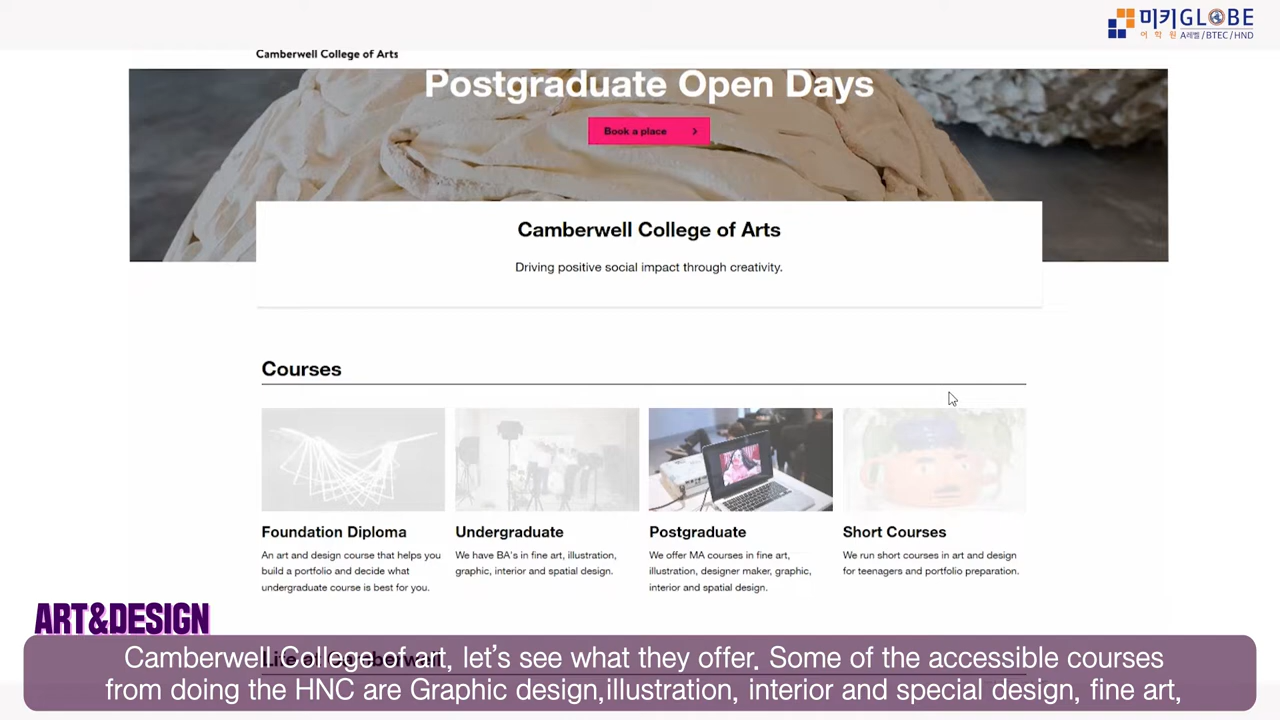 미키GLOBE
어학원 A레벨/BTEC/HND
Camberwell College of Arts
Postgraduate Open Days
Book a place
Camberwell College of Arts
Driving positive social impact through creativity.
Courses
Foundation Diploma
An art and design course that helps you
build a portfolio and decide what
undergraduate course is best for you.
Undergraduate
We have BA's in fine art, illustration,
graphic, interior and spatial design.
Postgraduate
We offer MA courses in fine art,
illustration, designer maker, graphic,
interior and spatial design.
Short Courses
We run short courses in art and design
for teenagers and portfolio preparation.
ART&DESIGN
Camberwell College of art, let's see what they offer. Some of the accessible courses
from doing the HNC are Graphic design,illustration, interior and special design, fine art,